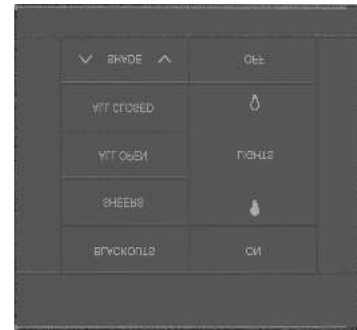 BLACKOUTS
SHEERS
ALL OPEN
ALL CLOSED
SHADE
ON
LIGHTS
OFF